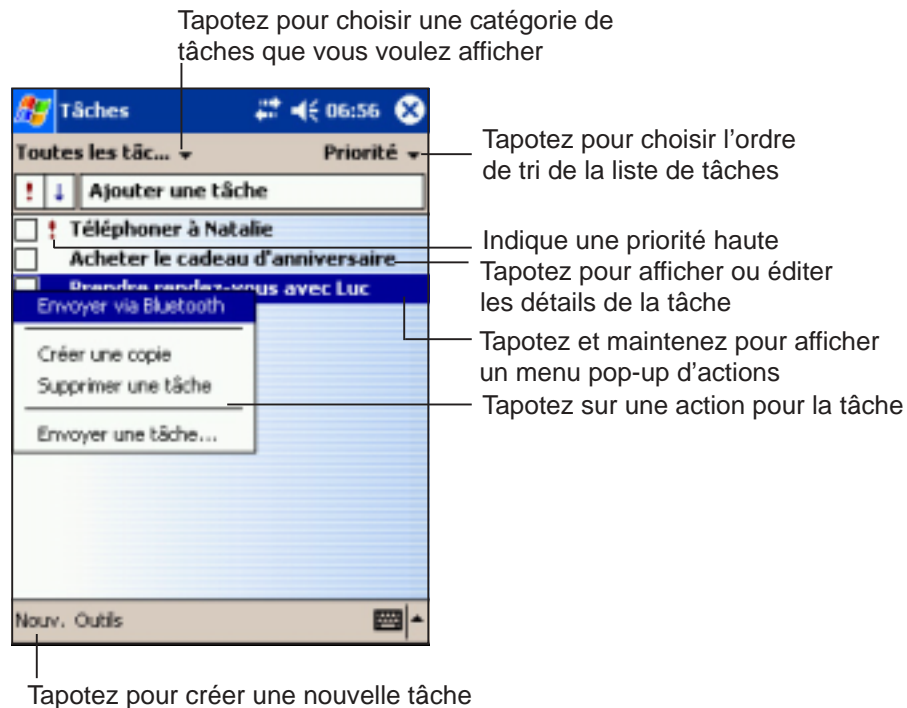 Tapotez pour choisir une catégorie de
tâches que vous voulez afficher
Tâches 06:56
Toutes les tâc... Priorité
Ajouter une tâche
Téléphoner à Natalie
Acheter le cadeau d'anniversaire
Prendre rendez-vous avec Luc
Envoyer via Bluetooth
Créer une copie
Supprimer une tâche
Envoyer une tâche...
Nouv. Outils
Tapotez pour choisir l'ordre
de tri de la liste de tâches
Indique une priorité haute
Tapotez pour afficher ou éditer
les détails de la tâche
Tapotez et maintenez pour afficher
un menu pop-up d'actions
Tapotez sur une action pour la tâche
Tapotez pour créer une nouvelle tâche